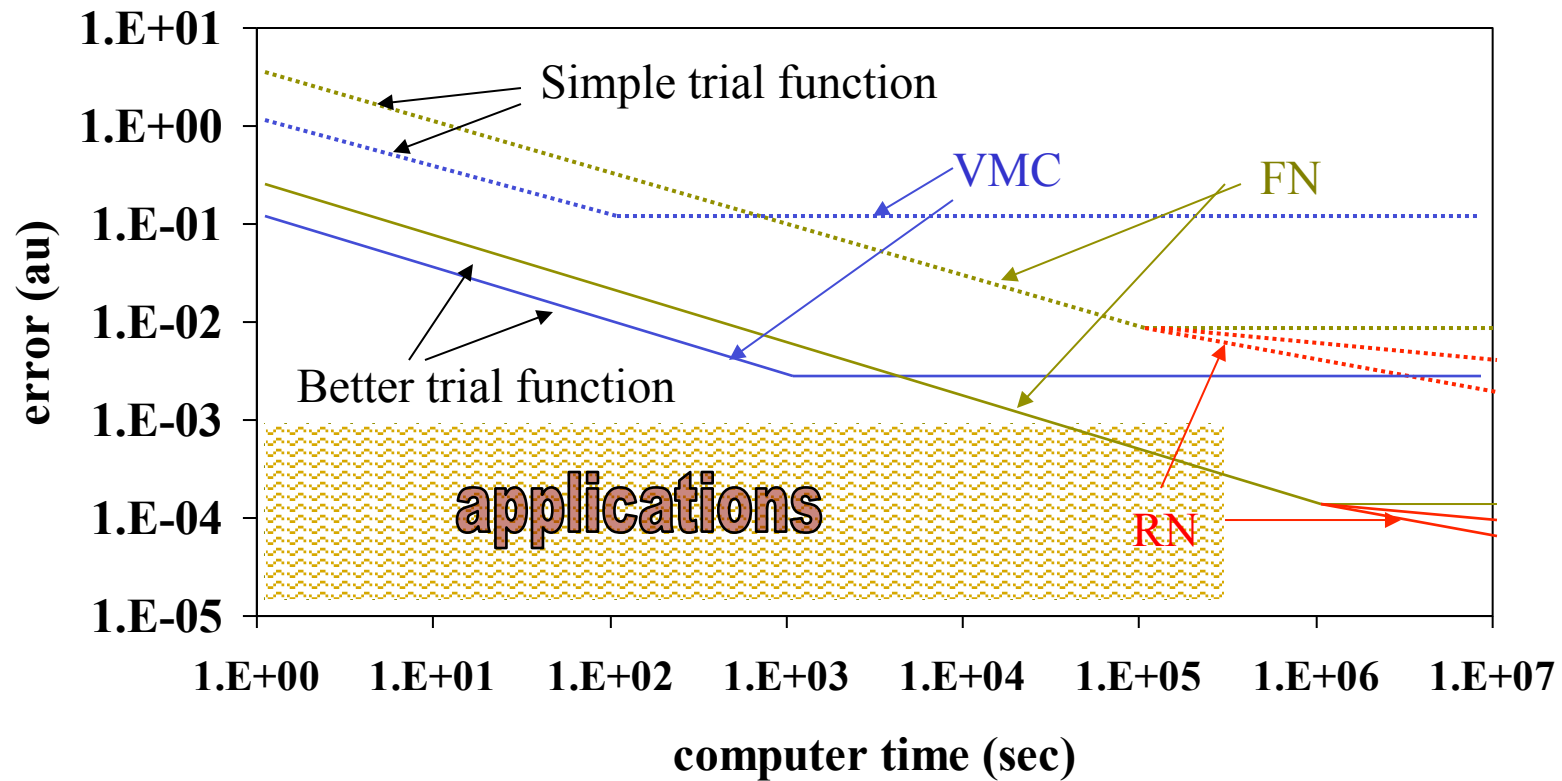 1.E+01
1.E+00
1.E-01
1.E-02
1.E-03
1.E-04
1.E-05
error (au)
Simple trial function
VMC
FN
Better trial function
applications
RN
1.E+00 1.E+01 1.E+02 1.E+03 1.E+04 1.E+05 1.E+06 1.E+07
computer time (sec)